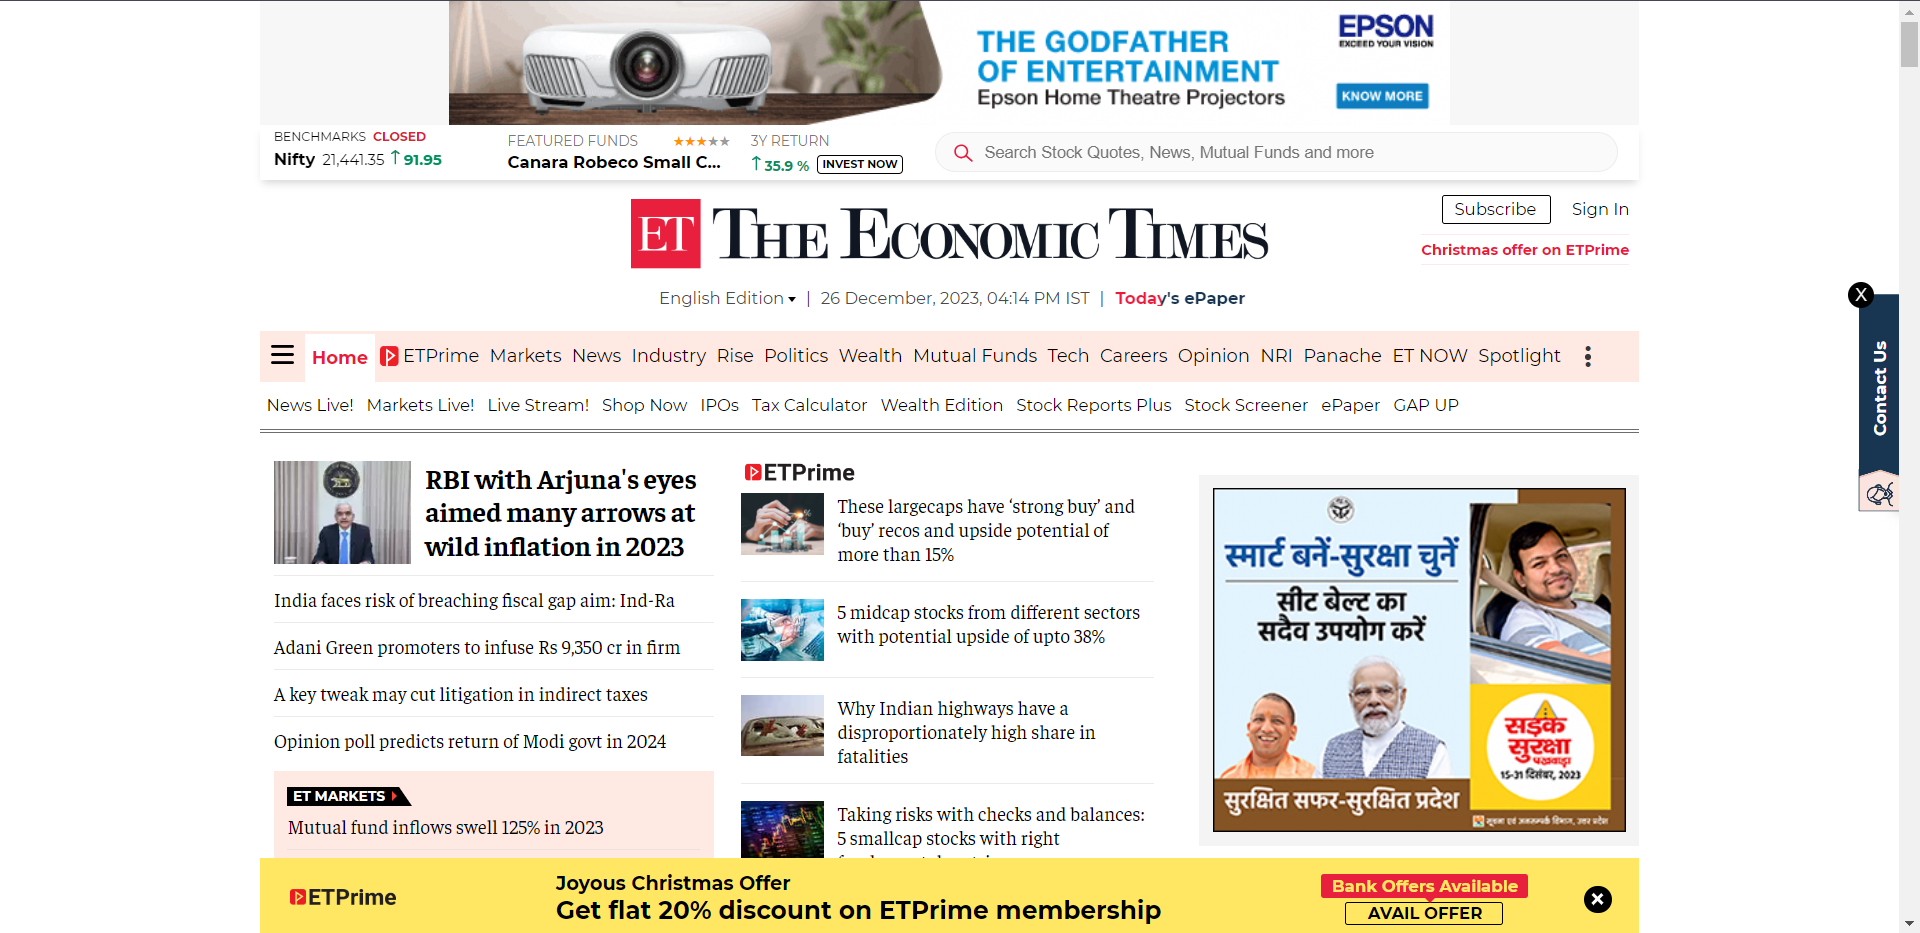 THE GODFATHER
OF ENTERTAINMENT
Epson Home Theatre Projectors
EPSON
EXCEED YOUR VISION
KNOW MORE
BENCHMARKS CLOSED
Nifty 21,441.35 ↑ 91.95
FEATURED FUNDS ★★★★★
Canara Robeco Small C...
3Y RETURN
↑ 35.9 % INVEST NOW
Search Stock Quotes, News, Mutual Funds and more
ET THE ECONOMIC TIMES
Subscribe Sign In
Christmas offer on ETPrime
English Edition | 26 December, 2023, 04:14 PM IST | Today's ePaper
Home ETPrime Markets News Industry Rise Politics Wealth Mutual Funds Tech Careers Opinion NRI Panache ET NOW Spotlight
News Live! Markets Live! Live Stream! Shop Now IPOs Tax Calculator Wealth Edition Stock Reports Plus Stock Screener ePaper GAP UP
X
Contact Us
RBI with Arjuna's eyes
aimed many arrows at
wild inflation in 2023
India faces risk of breaching fiscal gap aim: Ind-Ra
Adani Green promoters to infuse Rs 9,350 cr in firm
A key tweak may cut litigation in indirect taxes
Opinion poll predicts return of Modi govt in 2024
ET MARKETS
Mutual fund inflows swell 125% in 2023
ETPrime
These largecaps have ‘strong buy’ and
‘buy’ recos and upside potential of
more than 15%
5 midcap stocks from different sectors
with potential upside of upto 38%
Why Indian highways have a
disproportionately high share in
fatalities
Taking risks with checks and balances:
5 smallcap stocks with right
स्मार्ट बनें-सुरक्षा चुनें
सीट बेल्ट का
सदैव उपयोग करें
सड़क
सुरक्षा
पखवाड़ा
15-31 दिसंबर, 2023
सुरक्षित सफर-सुरक्षित प्रदेश
सूचना एवं जनसम्पर्क विभाग, उत्तर प्रदेश
ETPrime
Joyous Christmas Offer
Get flat 20% discount on ETPrime membership
Bank Offers Available
AVAIL OFFER